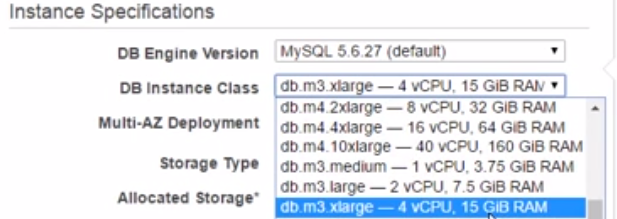 Instance Specifications
DB Engine Version MySQL 5.6.27 (default)
DB Instance Class db.m3.xlarge — 4 vCPU, 15 GiB RAM
db.m4.2xlarge — 8 vCPU, 32 GiB RAM
Multi-AZ Deployment db.m4.4xlarge — 16 vCPU, 64 GiB RAM
db.m4.10xlarge — 40 vCPU, 160 GiB RAM
Storage Type db.m3.medium — 1 vCPU, 3.75 GiB RAM
db.m3.large — 2 vCPU, 7.5 GiB RAM
Allocated Storage* db.m3.xlarge — 4 vCPU, 15 GiB RAM